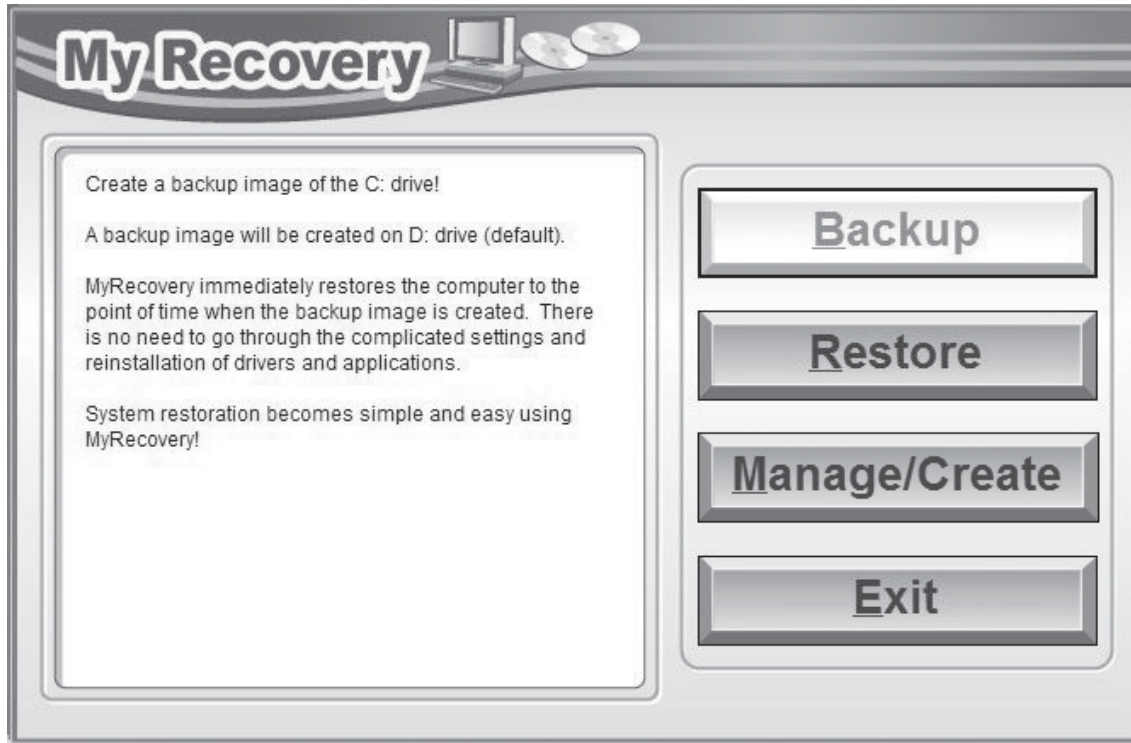 My Recovery
Create a backup image of the C: drive!
A backup image will be created on D: drive (default).
MyRecovery immediately restores the computer to the
point of time when the backup image is created.  There
is no need to go through the complicated settings and
reinstallation of drivers and applications.
System restoration becomes simple and easy using
MyRecovery!
Backup
Restore
Manage/Create
Exit